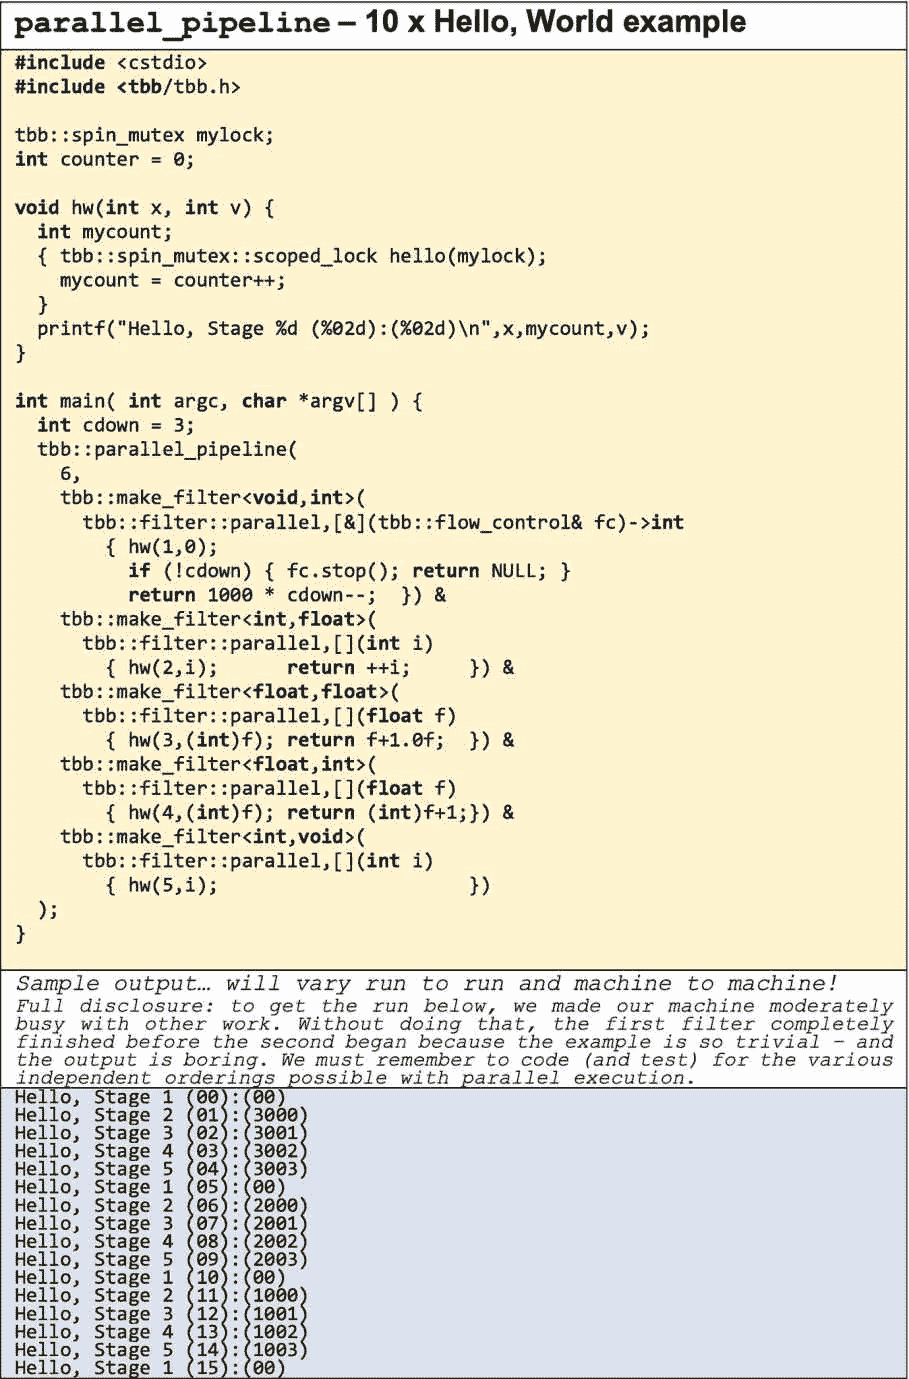 parallel_pipeline – 10 x Hello, World example
#include <cstdio>
#include <tbb/tbb.h>

tbb::spin_mutex mylock;
int counter = 0;

void hw(int x, int v) {
  int mycount;
  { tbb::spin_mutex::scoped_lock hello(mylock);
    mycount = counter++;
  }
  printf("Hello, Stage %d (%02d):(%02d)\n",x,mycount,v);
}

int main( int argc, char *argv[] ) {
  int cdown = 3;
  tbb::parallel_pipeline(
    6,
    tbb::make_filter<void,int>(
      tbb::filter::parallel,[&](tbb::flow_control& fc)->int
        { hw(1,0);
          if (!cdown) { fc.stop(); return NULL; }
          return 1000 * cdown--;  }) &
    tbb::make_filter<int,float>(
      tbb::filter::parallel,[](int i)
        { hw(2,i);      return ++i;     }) &
    tbb::make_filter<float,float>(
      tbb::filter::parallel,[](float f)
        { hw(3,(int)f); return f+1.0f;  }) &
    tbb::make_filter<float,int>(
      tbb::filter::parallel,[](float f)
        { hw(4,(int)f); return (int)f+1;}) &
    tbb::make_filter<int,void>(
      tbb::filter::parallel,[](int i)
        { hw(5,i);                      })
  );
}
Sample output… will vary run to run and machine to machine!
Full disclosure: to get the run below, we made our machine moderately
busy with other work. Without doing that, the first filter completely
finished before the second began because the example is so trivial – and
the output is boring. We must remember to code (and test) for the various
independent orderings possible with parallel execution.
Hello, Stage 1 (00):(00)
Hello, Stage 2 (01):(3000)
Hello, Stage 3 (02):(3001)
Hello, Stage 4 (03):(3002)
Hello, Stage 5 (04):(3003)
Hello, Stage 1 (05):(00)
Hello, Stage 2 (06):(2000)
Hello, Stage 3 (07):(2001)
Hello, Stage 4 (08):(2002)
Hello, Stage 5 (09):(2003)
Hello, Stage 1 (10):(00)
Hello, Stage 2 (11):(1000)
Hello, Stage 3 (12):(1001)
Hello, Stage 4 (13):(1002)
Hello, Stage 5 (14):(1003)
Hello, Stage 1 (15):(00)